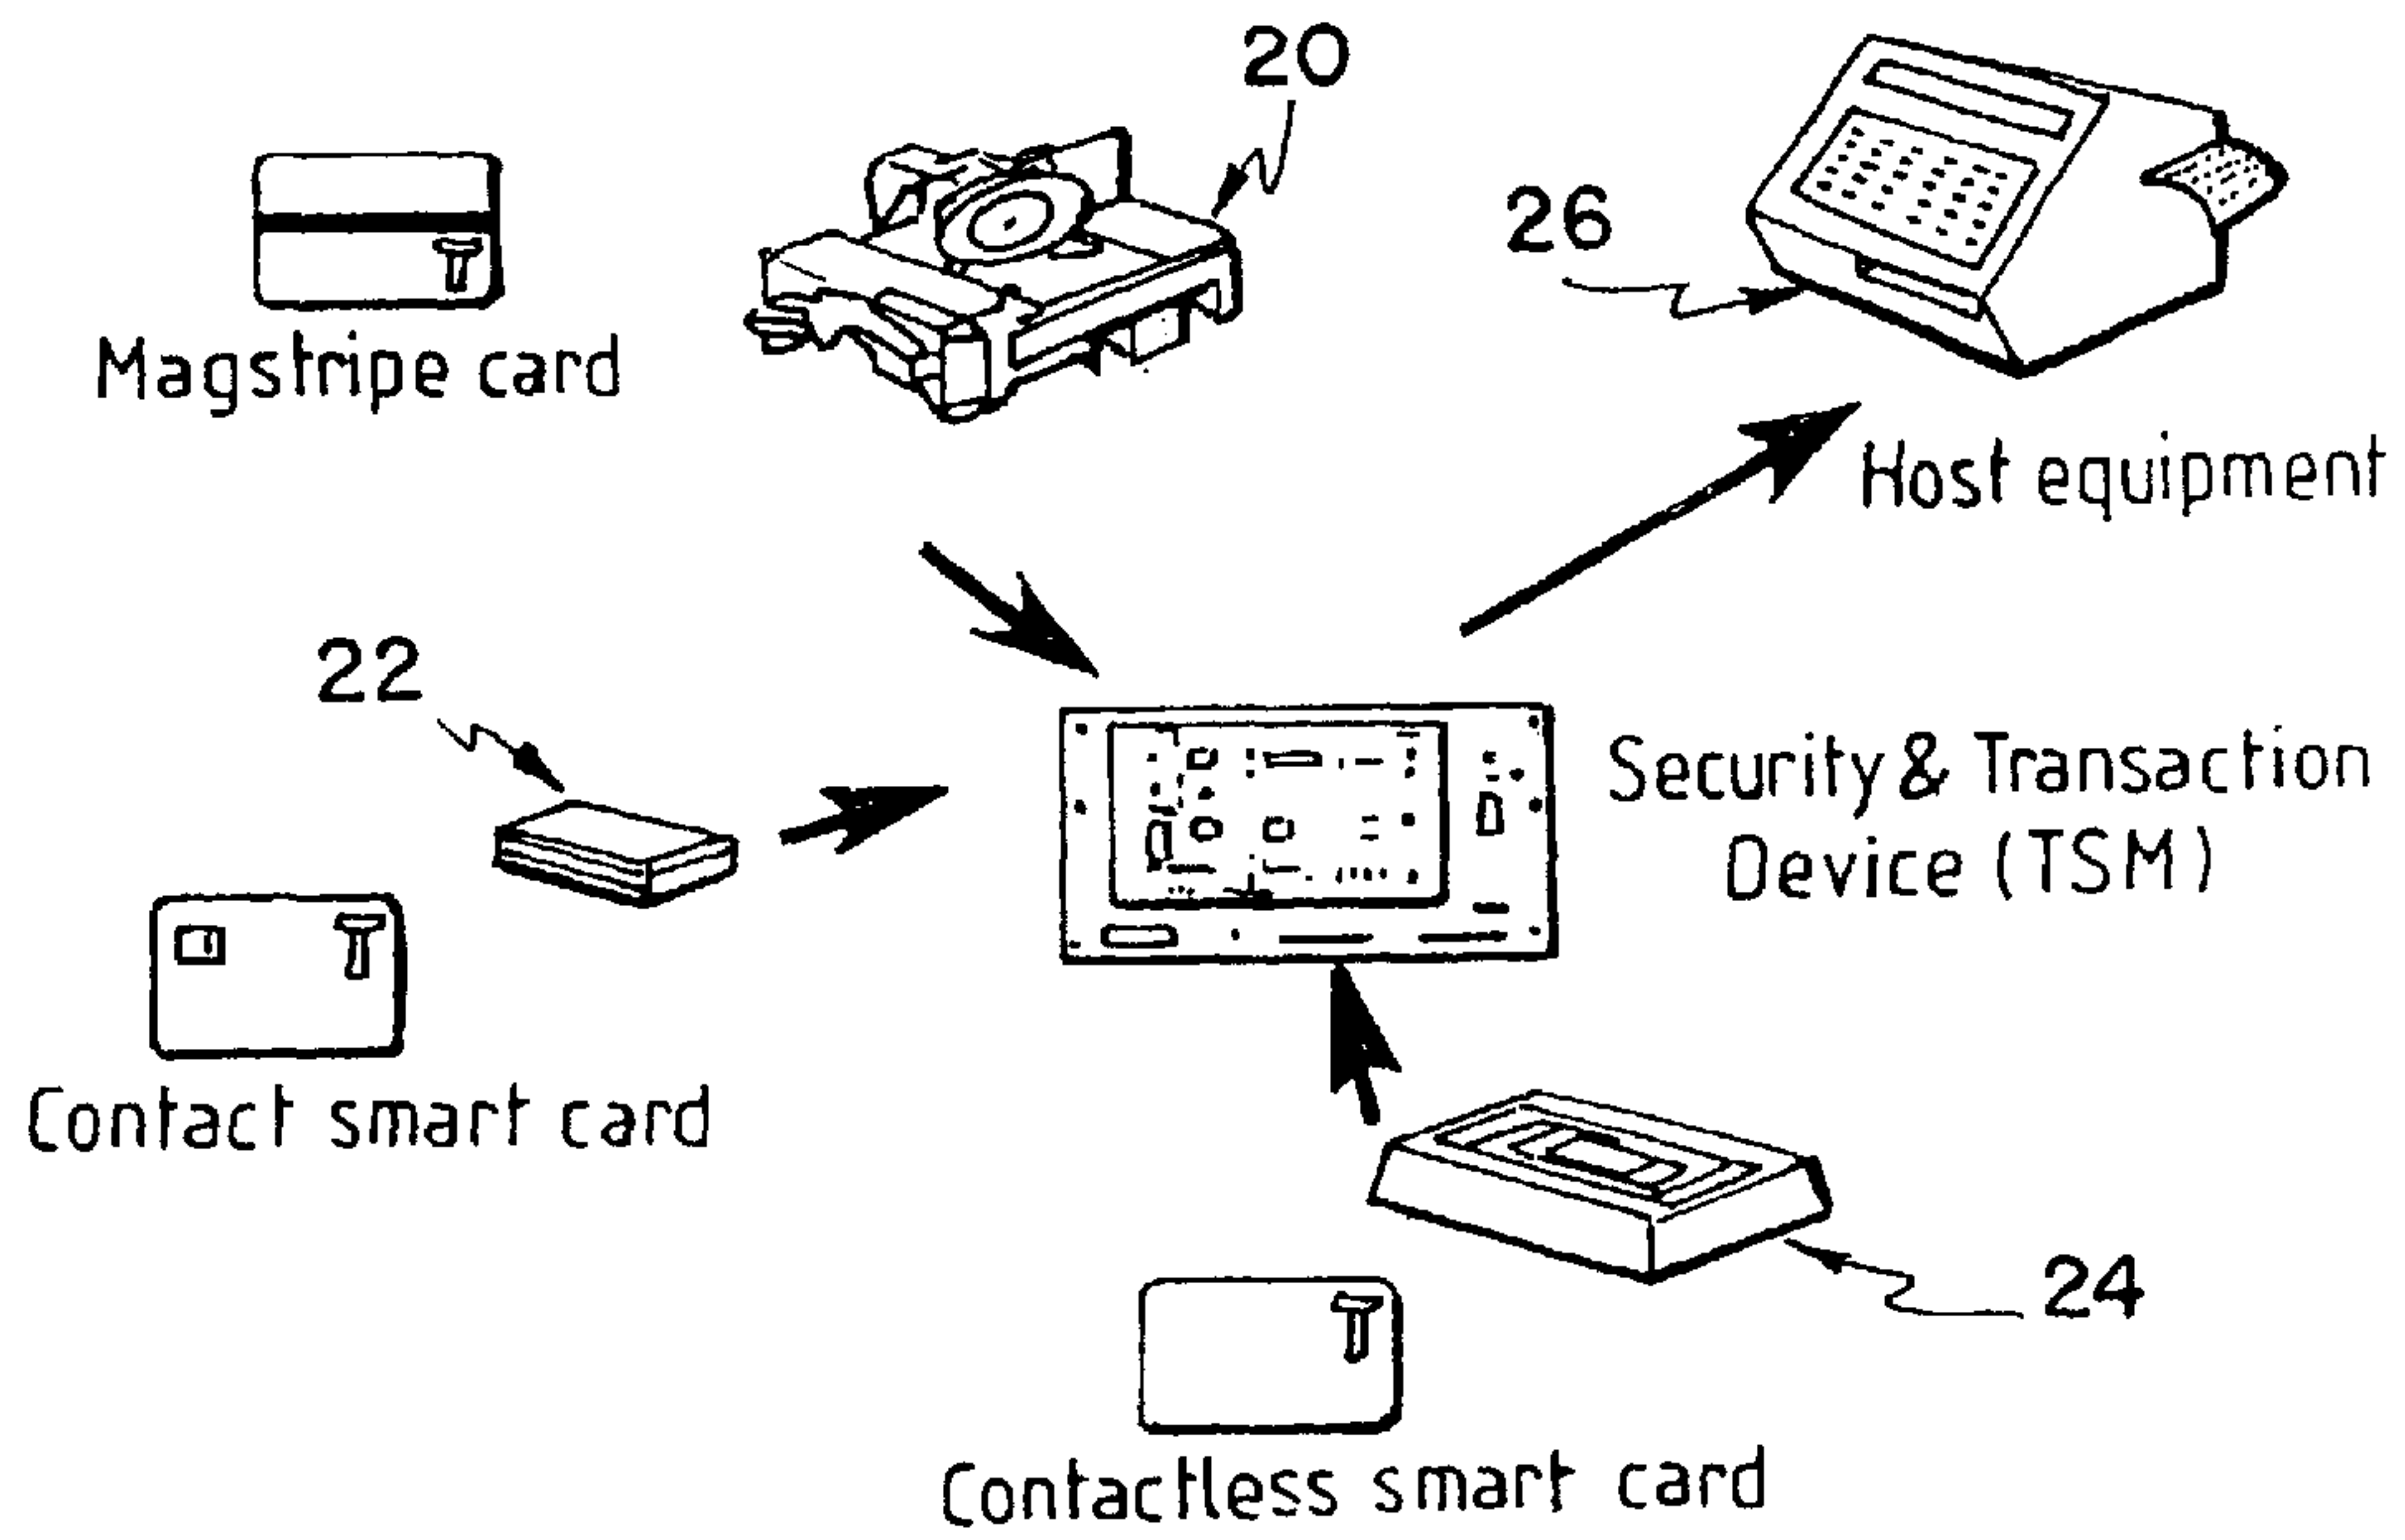 20
26
Magstripe card
Host equipment
22
Security & Transaction
Device (TSM)
Contact smart card
24
Contactless smart card